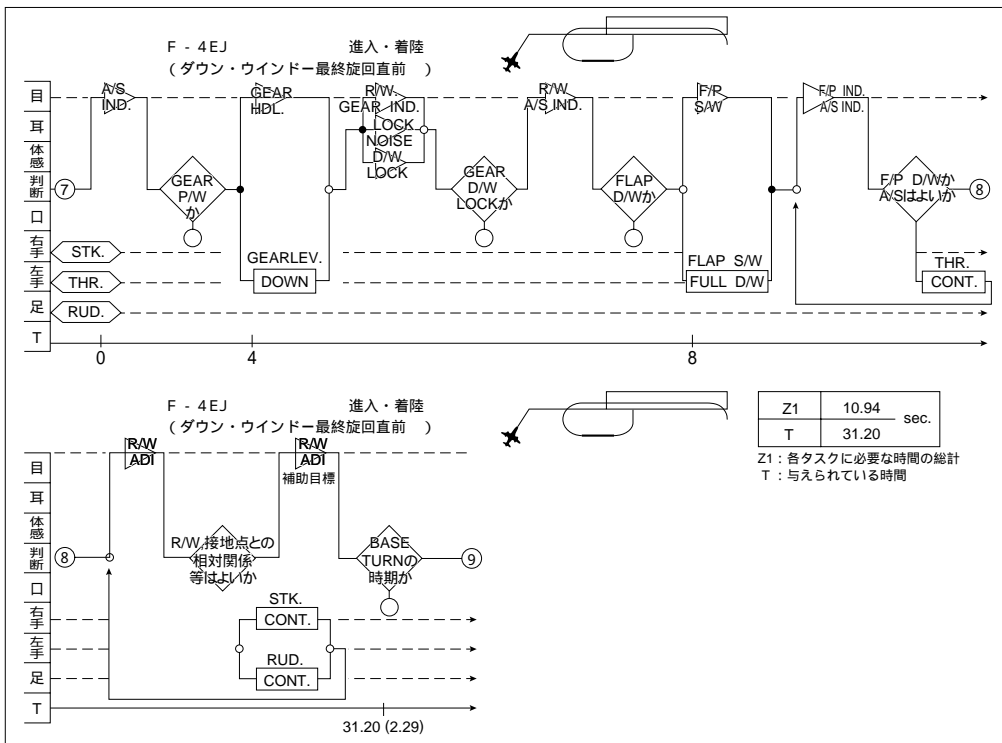 F - 4EJ 進入・着陸
(ダウン・ウインドー最終旋回直前 )
目
耳
体感
判断
口
右手
左手
足
T
A/S
IND.
GEAR
HDL.
R/W.
GEAR IND.
LOCK
NOISE
D/W
LOCK
R/W
A/S IND.
F/P
S/W
F/P IND.
A/S IND.
⑦
GEAR
P/W
か
GEAR
D/W
LOCKか
FLAP
D/Wか
F/P D/Wか
A/Sはよいか
⑧
STK.
THR.
RUD.
GEARLEV.
DOWN
FLAP S/W
FULL D/W
THR.
CONT.
0
4
8
F - 4EJ 進入・着陸
(ダウン・ウインドー最終旋回直前 )
目
耳
体感
判断
口
右手
左手
足
T
R/W
ADI
R/W
ADI
補助目標
⑧
R/W 接地点との
相対関係
等はよいか
BASE
TURNの
時期か
⑨
STK.
CONT.
RUD.
CONT.
31.20 (2.29)
Z1 10.94 sec.
T 31.20
Z1:各タスクに必要な時間の総計
T:与えられている時間